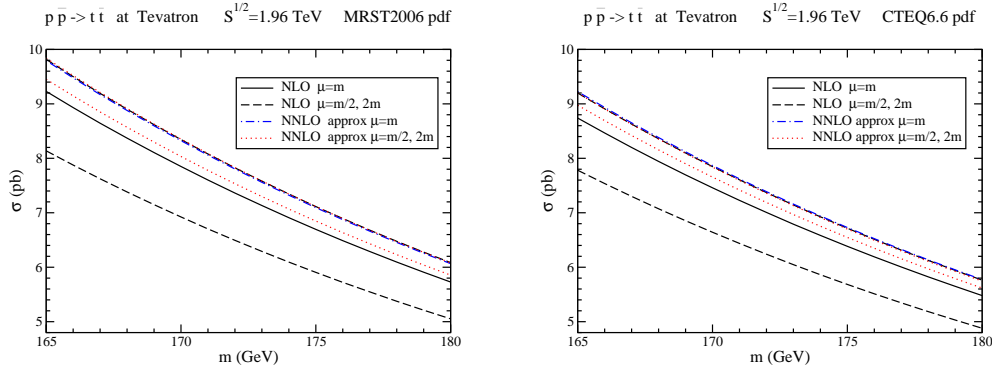 p p̅ -> t t̅ at Tevatron S^1/2=1.96 TeV MRST2006 pdf
10
9
8
7
6
5
σ (pb)
NLO μ=m
NLO μ=m/2, 2m
NNLO approx μ=m
NNLO approx μ=m/2, 2m
165 170 175 180
m (GeV)
p p̅ -> t t̅ at Tevatron S^1/2=1.96 TeV CTEQ6.6 pdf
10
9
8
7
6
5
σ (pb)
NLO μ=m
NLO μ=m/2, 2m
NNLO approx μ=m
NNLO approx μ=m/2, 2m
165 170 175 180
m (GeV)